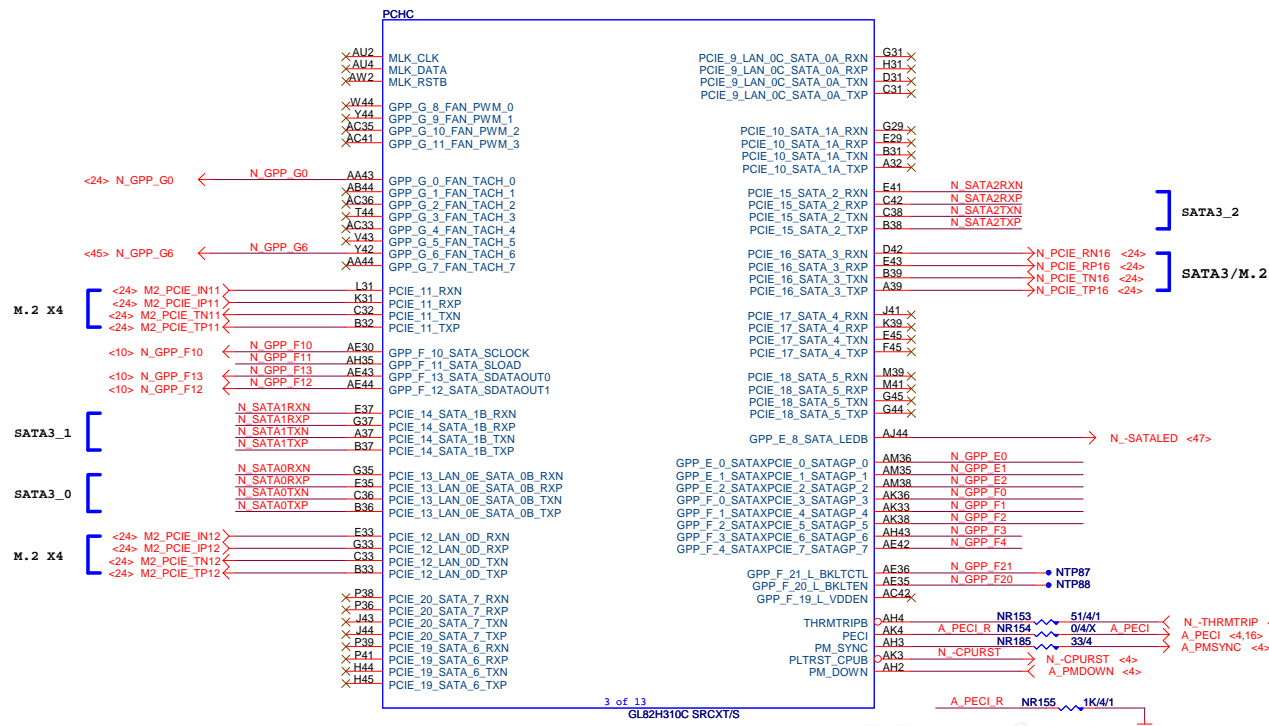 PCHC
AU2 MLK_CLK
AU4 MLK_DATA
AW2 MLK_RSTB
W44 GPP_G_8_FAN_PWM_0
Y44 GPP_G_9_FAN_PWM_1
AC35 GPP_G_10_FAN_PWM_2
AC41 GPP_G_11_FAN_PWM_3
<24> N_GPP_G0 N_GPP_G0 AA43 GPP_G_0_FAN_TACH_0
AB44 GPP_G_1_FAN_TACH_1
AC36 GPP_G_2_FAN_TACH_2
T44 GPP_G_3_FAN_TACH_3
AC33 GPP_G_4_FAN_TACH_4
V43 GPP_G_5_FAN_TACH_5
<45> N_GPP_G6 N_GPP_G6 Y42 GPP_G_6_FAN_TACH_6
AA44 GPP_G_7_FAN_TACH_7
M.2 X4
<24> M2_PCIE_IN11 L31 PCIE_11_RXN
<24> M2_PCIE_IP11 K31 PCIE_11_RXP
<24> M2_PCIE_TN11 C32 PCIE_11_TXN
<24> M2_PCIE_TP11 B32 PCIE_11_TXP
<10> N_GPP_F10 N_GPP_F10 AE30 GPP_F_10_SATA_SCLOCK
N_GPP_F11 AH35 GPP_F_11_SATA_SLOAD
<10> N_GPP_F13 N_GPP_F13 AE43 GPP_F_13_SATA_SDATAOUT0
<10> N_GPP_F12 N_GPP_F12 AE44 GPP_F_12_SATA_SDATAOUT1
SATA3_1
N_SATA1RXN E37 PCIE_14_SATA_1B_RXN
N_SATA1RXP G37 PCIE_14_SATA_1B_RXP
N_SATA1TXN A37 PCIE_14_SATA_1B_TXN
N_SATA1TXP B37 PCIE_14_SATA_1B_TXP
SATA3_0
N_SATA0RXN G35 PCIE_13_LAN_0E_SATA_0B_RXN
N_SATA0RXP E35 PCIE_13_LAN_0E_SATA_0B_RXP
N_SATA0TXN C36 PCIE_13_LAN_0E_SATA_0B_TXN
N_SATA0TXP B36 PCIE_13_LAN_0E_SATA_0B_TXP
M.2 X4
<24> M2_PCIE_IN12 E33 PCIE_12_LAN_0D_RXN
<24> M2_PCIE_IP12 G33 PCIE_12_LAN_0D_RXP
<24> M2_PCIE_TN12 C33 PCIE_12_LAN_0D_TXN
<24> M2_PCIE_TP12 B33 PCIE_12_LAN_0D_TXP
P38 PCIE_20_SATA_7_RXN
P36 PCIE_20_SATA_7_RXP
J43 PCIE_20_SATA_7_TXN
J44 PCIE_20_SATA_7_TXP
P39 PCIE_19_SATA_6_RXN
P41 PCIE_19_SATA_6_RXP
H44 PCIE_19_SATA_6_TXN
H45 PCIE_19_SATA_6_TXP
PCIE_9_LAN_0C_SATA_0A_RXN G31
PCIE_9_LAN_0C_SATA_0A_RXP H31
PCIE_9_LAN_0C_SATA_0A_TXN D31
PCIE_9_LAN_0C_SATA_0A_TXP C31
PCIE_10_SATA_1A_RXN G29
PCIE_10_SATA_1A_RXP E29
PCIE_10_SATA_1A_TXN B31
PCIE_10_SATA_1A_TXP A32
PCIE_15_SATA_2_RXN E41 N_SATA2RXN
PCIE_15_SATA_2_RXP C42 N_SATA2RXP
PCIE_15_SATA_2_TXN C38 N_SATA2TXN
PCIE_15_SATA_2_TXP B38 N_SATA2TXP
SATA3_2
PCIE_16_SATA_3_RXN D42 N_PCIE_RN16 <24>
PCIE_16_SATA_3_RXP E43 N_PCIE_RP16 <24>
PCIE_16_SATA_3_TXN B39 N_PCIE_TN16 <24>
PCIE_16_SATA_3_TXP A39 N_PCIE_TP16 <24>
SATA3/M.2
PCIE_17_SATA_4_RXN J41
PCIE_17_SATA_4_RXP K39
PCIE_17_SATA_4_TXN E45
PCIE_17_SATA_4_TXP F45
PCIE_18_SATA_5_RXN M39
PCIE_18_SATA_5_RXP M41
PCIE_18_SATA_5_TXN G45
PCIE_18_SATA_5_TXP G44
GPP_E_8_SATA_LEDB AJ44 N_-SATALED <47>
GPP_E_0_SATAXPCIE_0_SATAGP_0 AM36 N_GPP_E0
GPP_E_1_SATAXPCIE_1_SATAGP_1 AM35 N_GPP_E1
GPP_E_2_SATAXPCIE_2_SATAGP_2 AM38 N_GPP_E2
GPP_F_0_SATAXPCIE_3_SATAGP_3 AK36 N_GPP_F0
GPP_F_1_SATAXPCIE_4_SATAGP_4 AK33 N_GPP_F1
GPP_F_2_SATAXPCIE_5_SATAGP_5 AK38 N_GPP_F2
GPP_F_3_SATAXPCIE_6_SATAGP_6 AH43 N_GPP_F3
GPP_F_4_SATAXPCIE_7_SATAGP_7 AE42 N_GPP_F4
GPP_F_21_L_BKLTCTL AE36 N_GPP_F21 NTP87
GPP_F_20_L_BKLTEN AE35 N_GPP_F20 NTP88
GPP_F_19_L_VDDEN AC42
THRMTRIPB AH4 NR153 51/4/1 N_-THRMTRIP
PECI AK4 A_PECI_R NR154 0/4/X A_PECI A_PECI <4,16>
PM_SYNC AH3 NR185 33/4 A_PMSYNC <4>
PLTRST_CPUB AK3 N_-CPURST N_-CPURST <4>
PM_DOWN AH2 A_PMDOWN <4>
A_PECI_R NR155 1K/4/1
3 of 13
GL82H310C SRCXT/S